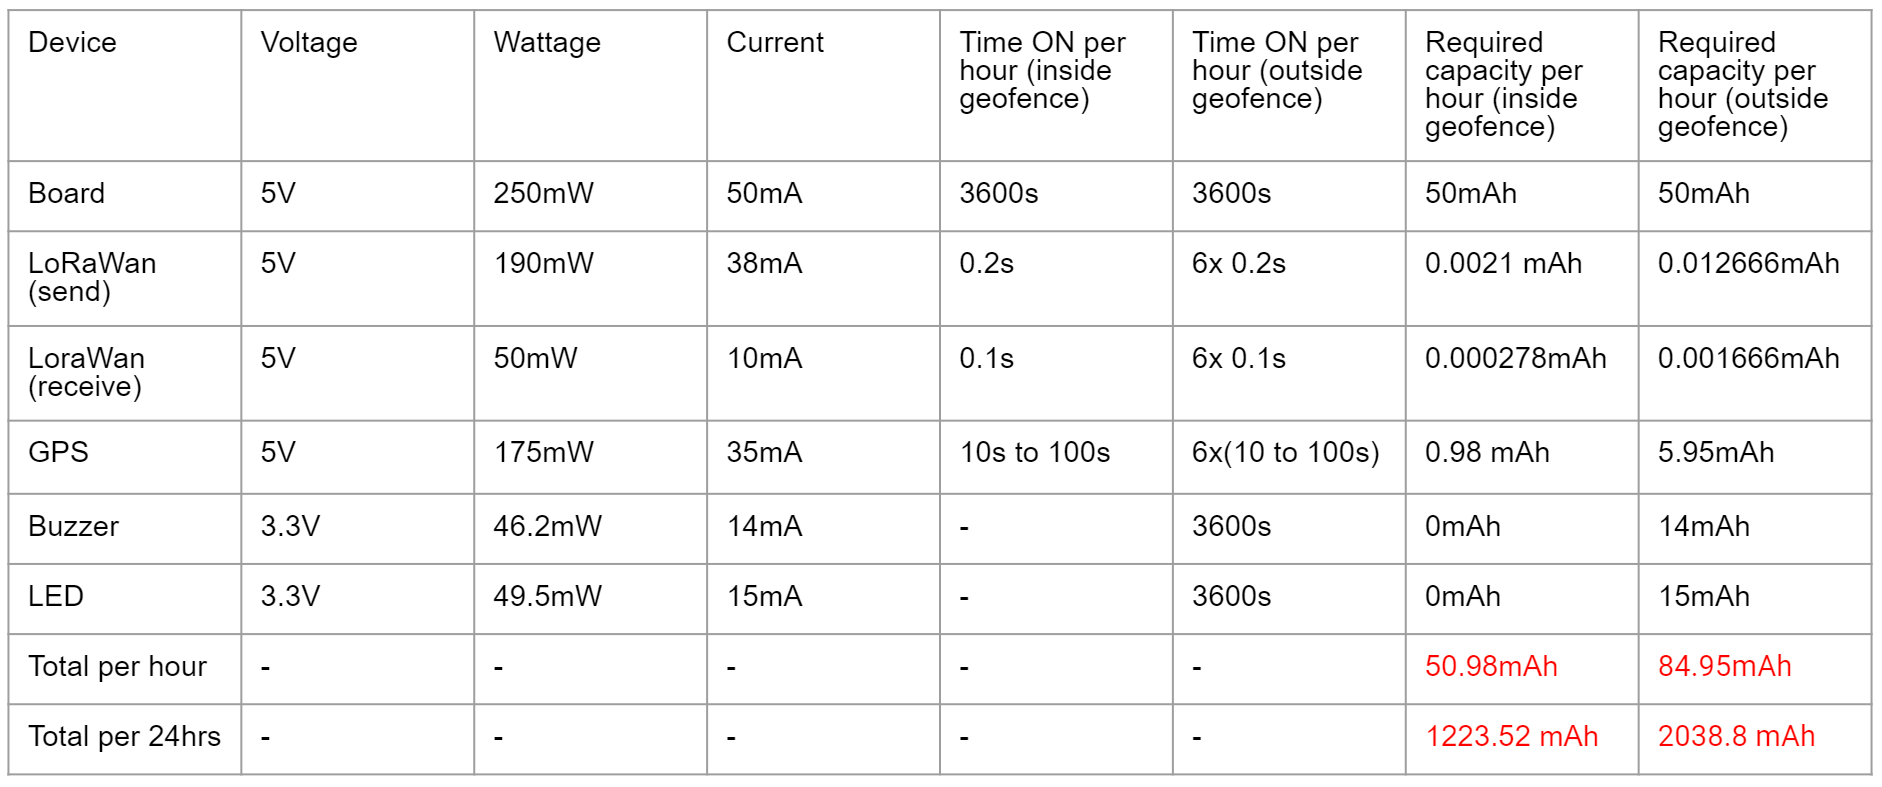 Device Voltage Wattage Current Time ON per hour (inside geofence) Time ON per hour (outside geofence) Required capacity per hour (inside geofence) Required capacity per hour (outside geofence)
Board 5V 250mW 50mA 3600s 3600s 50mAh 50mAh
LoRaWan (send) 5V 190mW 38mA 0.2s 6x 0.2s 0.0021 mAh 0.012666mAh
LoraWan (receive) 5V 50mW 10mA 0.1s 6x 0.1s 0.000278mAh 0.001666mAh
GPS 5V 175mW 35mA 10s to 100s 6x(10 to 100s) 0.98 mAh 5.95mAh
Buzzer 3.3V 46.2mW 14mA - 3600s 0mAh 14mAh
LED 3.3V 49.5mW 15mA - 3600s 0mAh 15mAh
Total per hour - - - - - 50.98mAh 84.95mAh
Total per 24hrs - - - - - 1223.52 mAh 2038.8 mAh